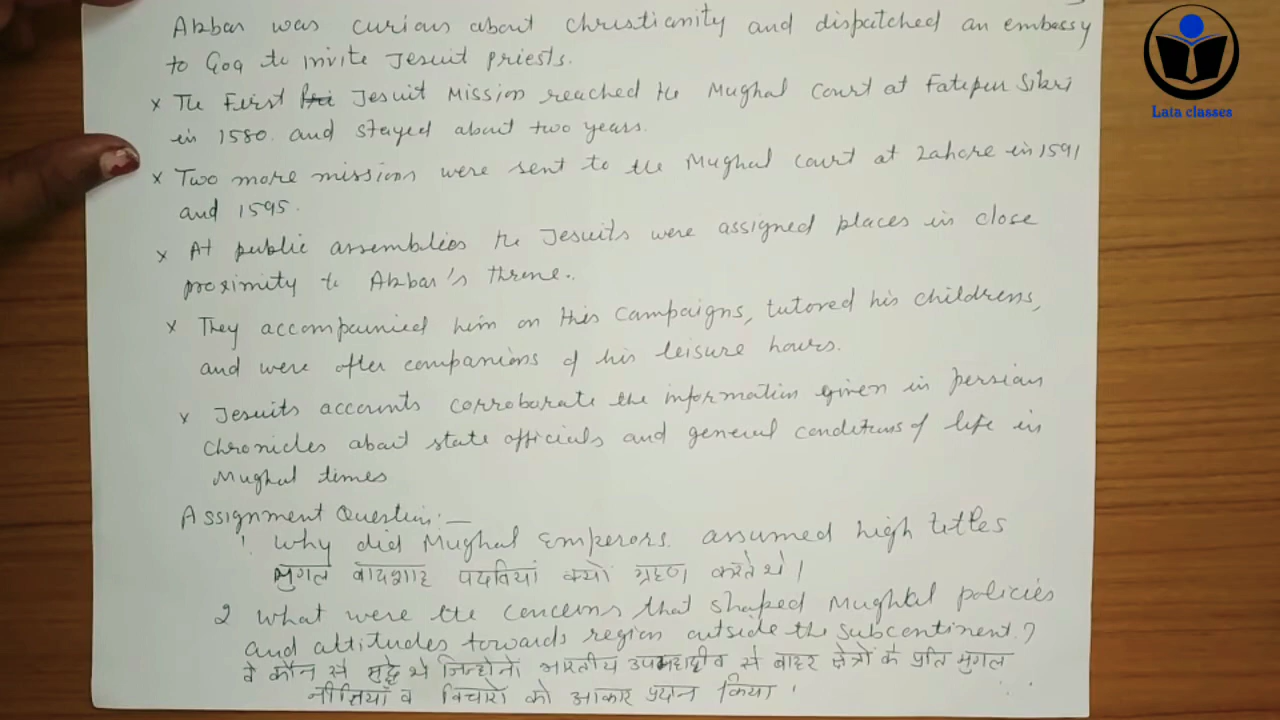 Akbar was curious about christianity and dispatched an embassy
to Goa to invite Jesuit priests.
x The First Jesuit Mission reached the Mughal Court at Fatepur Sikri
in 1580. and stayed about two years.
x Two more missions were sent to the Mughal court at Lahore in 1591
and 1595.
x At public assemblies the Jesuits were assigned places in close
proximity to Akbar's throne..
x They accompanied him on this campaigns, tutored his childrens,
and were often companions of his leisure hours.
x Jesuits accounts corroborate the information given in persian
chronicles about state officials and general conditions of life in
Mughal times
Assignment Question:—
1. Why did Mughal Emperors. assumed high titles
मुगल बादशाह पदवियां क्यों ग्रहण करते थे।
2 What were the concerns that shaped Mughal policies
and attitudes towards region outside the subcontinent?
वे कौन से मुद्दे थे जिन्होनो भारतीय उपमहाद्वीप से बाहर क्षेत्रों के प्रति मुगल
नीतियां व विचारों को आकार प्रदान किया।
Lata classes